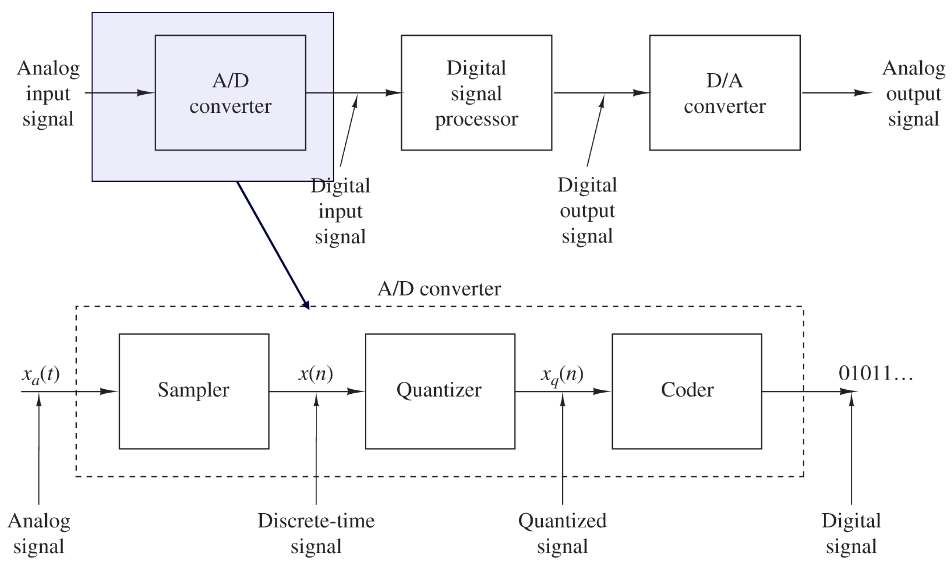 Analog
input
signal
A/D
converter
Digital
signal
processor
D/A
converter
Analog
output
signal
Digital
input
signal
Digital
output
signal
A/D converter
xₐ(t)
Sampler
x(n)
Quantizer
x_q(n)
Coder
01011…
Analog
signal
Discrete-time
signal
Quantized
signal
Digital
signal